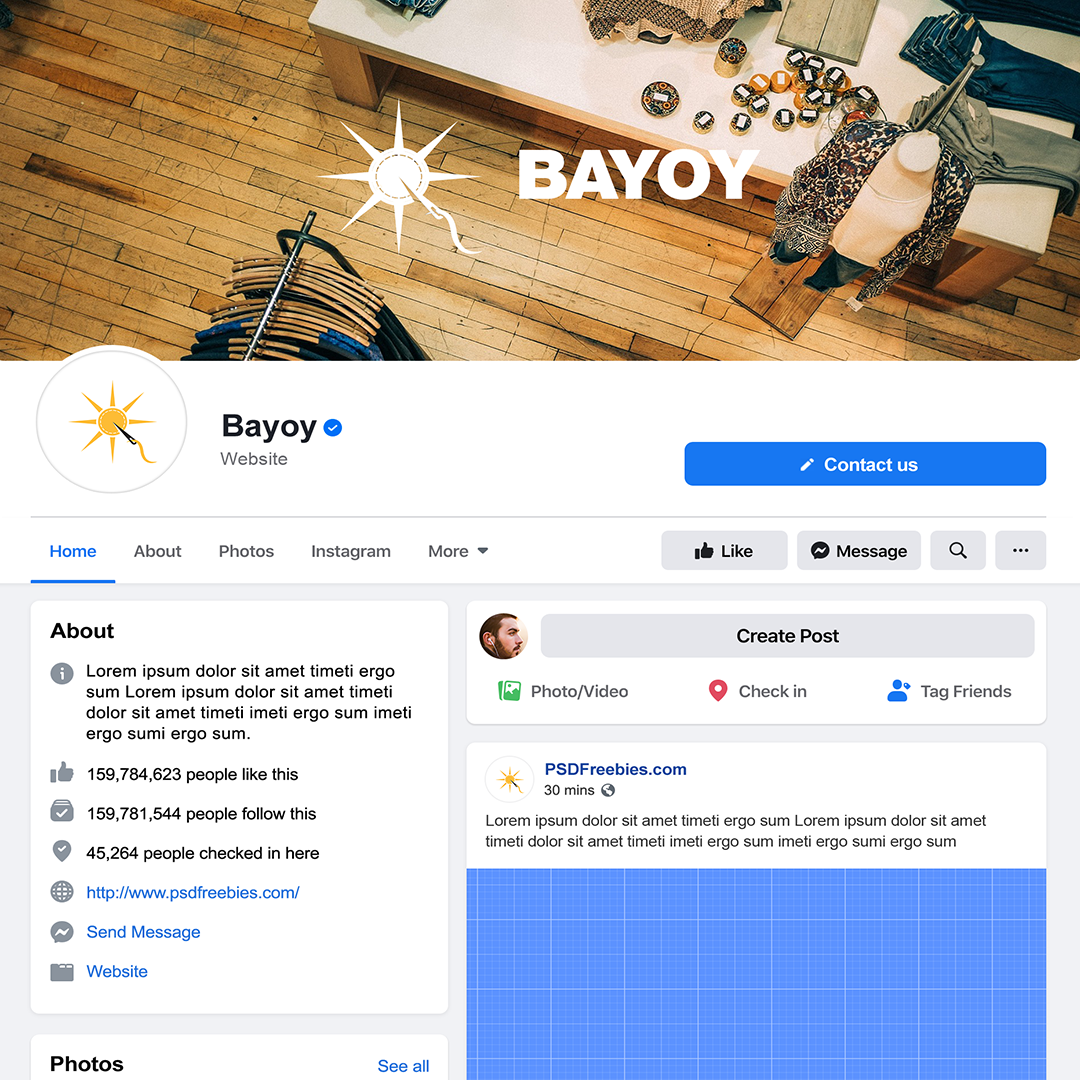 BAYOY
Bayoy
Website
Contact us
Home
About
Photos
Instagram
More
Like
Message
About
Lorem ipsum dolor sit amet timeti ergo
sum Lorem ipsum dolor sit amet timeti
dolor sit amet timeti imeti ergo sum imeti
ergo sumi ergo sum.
159,784,623 people like this
159,781,544 people follow this
45,264 people checked in here
http://www.psdfreebies.com/
Send Message
Website
Photos
See all
Create Post
Photo/Video
Check in
Tag Friends
PSDFreebies.com
30 mins
Lorem ipsum dolor sit amet timeti ergo sum Lorem ipsum dolor sit amet
timeti dolor sit amet timeti imeti ergo sum imeti ergo sumi ergo sum